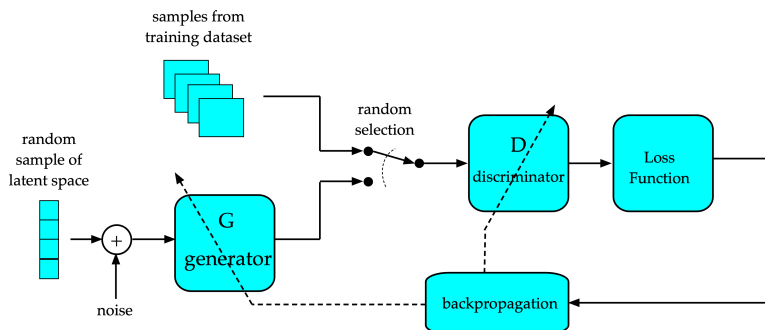 samples from
training dataset
random
selection
random
sample of
latent space
D
discriminator
Loss
Function
G
generator
+
noise
backpropagation